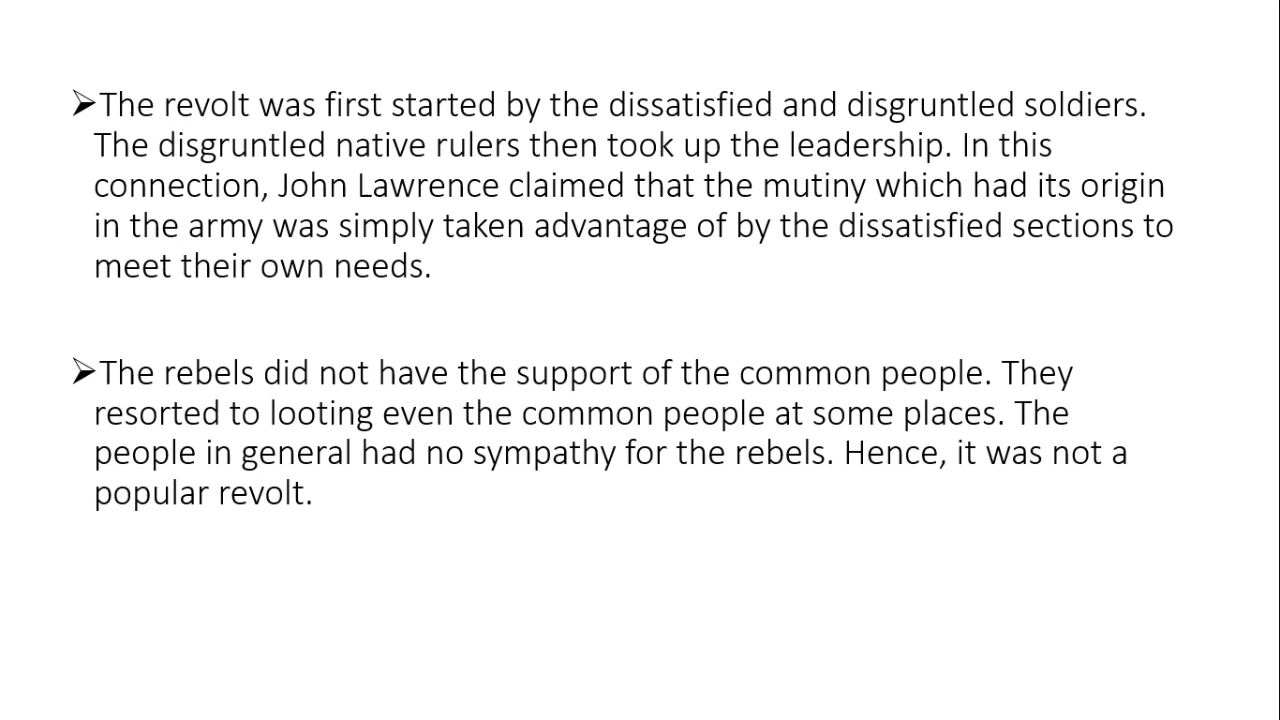 ➢The revolt was first started by the dissatisfied and disgruntled soldiers.
The disgruntled native rulers then took up the leadership. In this
connection, John Lawrence claimed that the mutiny which had its origin
in the army was simply taken advantage of by the dissatisfied sections to
meet their own needs.
➢The rebels did not have the support of the common people. They
resorted to looting even the common people at some places. The
people in general had no sympathy for the rebels. Hence, it was not a
popular revolt.